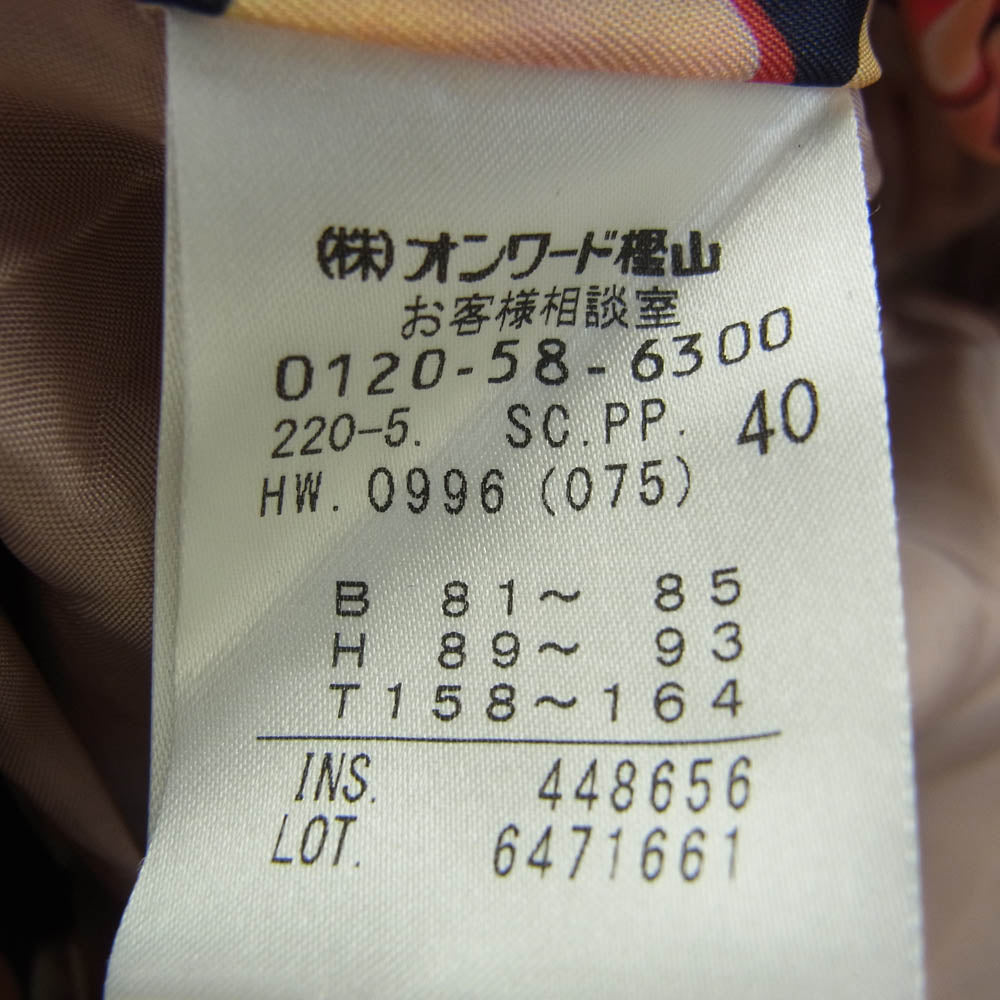 (株)オンワード樫山
お客様相談室
0120-58-6300
220-5. SC.PP. 40
HW. 0996 (075)
B 81~ 85
H 89~ 93
T 158~164
INS. 448656
LOT. 6471661